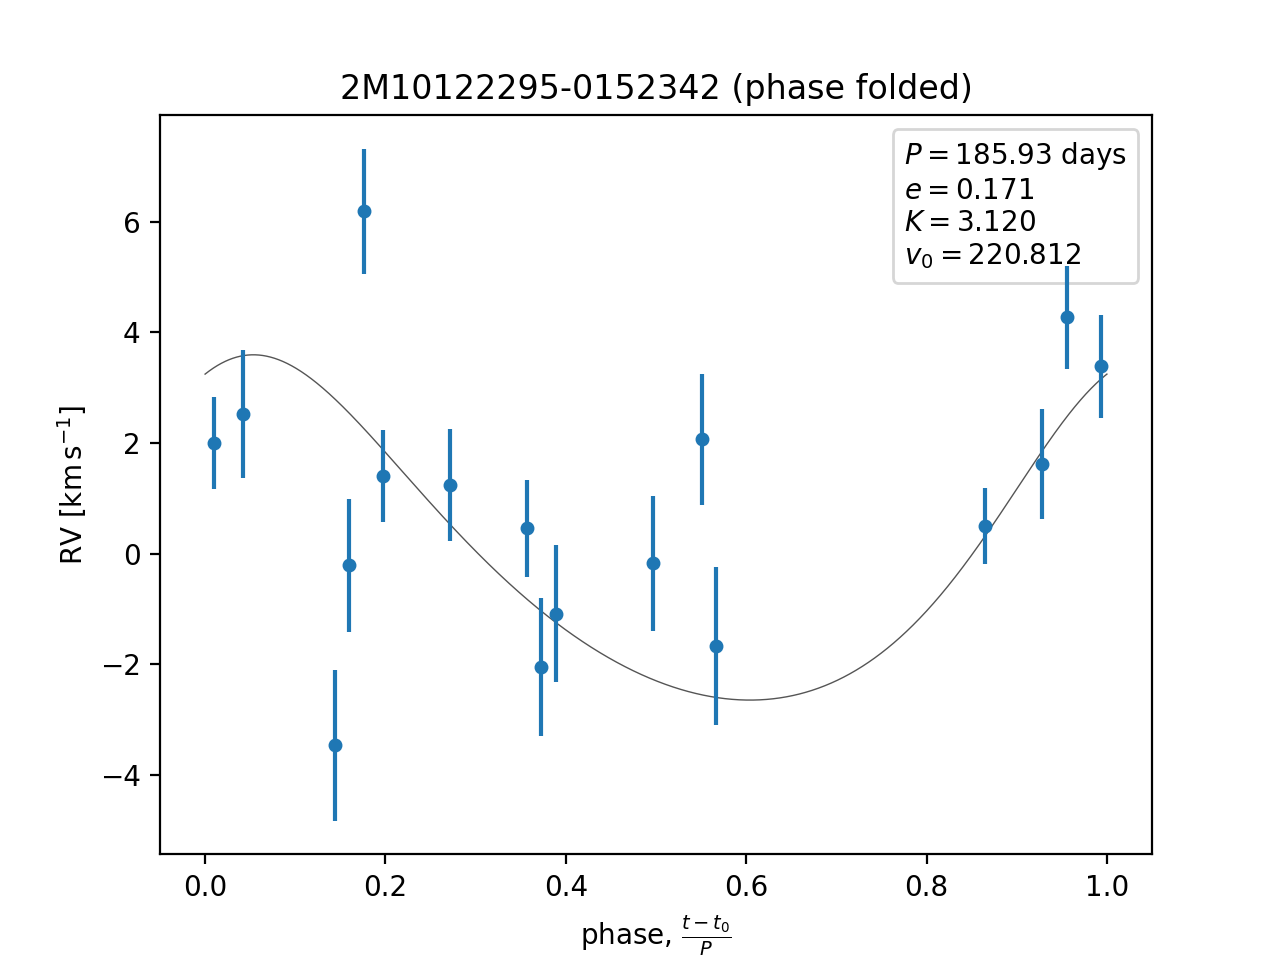 2M10122295-0152342 (phase folded)
P = 185.93 days
e = 0.171
K = 3.120
v₀ = 220.812
RV [km s⁻¹]
6
4
2
0
−2
−4
0.0 0.2 0.4 0.6 0.8 1.0
phase, (t − t₀)/P